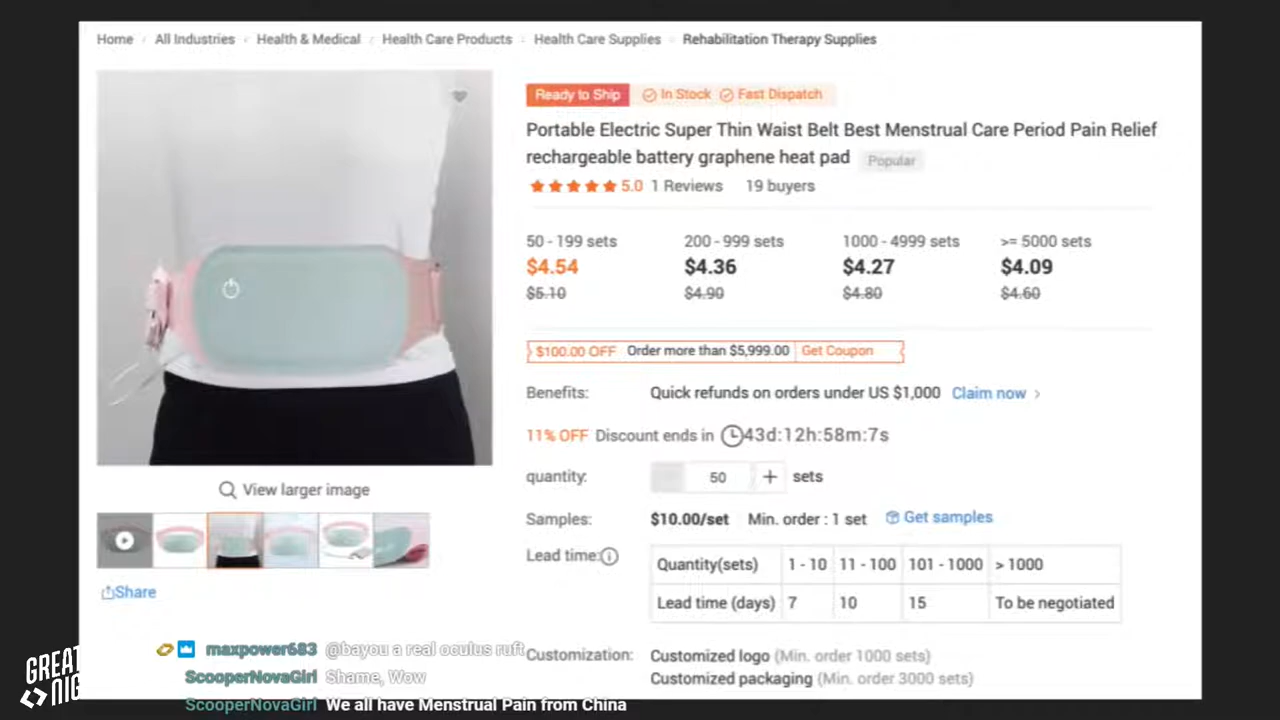 Home All Industries Health & Medical Health Care Products Health Care Supplies Rehabilitation Therapy Supplies
Ready to Ship In Stock Fast Dispatch
Portable Electric Super Thin Waist Belt Best Menstrual Care Period Pain Relief
rechargeable battery graphene heat pad Popular
5.0 1 Reviews 19 buyers
50 - 199 sets 200 - 999 sets 1000 - 4999 sets >= 5000 sets
$4.54 $4.36 $4.27 $4.09
$5.10 $4.90 $4.80 $4.60
$100.00 OFF Order more than $5,999.00 Get Coupon
Benefits: Quick refunds on orders under US $1,000 Claim now >
11% OFF Discount ends in 43d:12h:58m:7s
quantity: 50 + sets
View larger image
Samples: $10.00/set Min. order : 1 set Get samples
Lead time: Quantity(sets) 1 - 10 11 - 100 101 - 1000 > 1000
Lead time (days) 7 10 15 To be negotiated
Share
Customization: Customized logo (Min. order 1000 sets)
Customized packaging (Min. order 3000 sets)
maxpower683 @bayou a real oculus ruft
ScooperNovaGirl Shame, Wow
ScooperNovaGirl We all have Menstrual Pain from China
GREAT
NIG